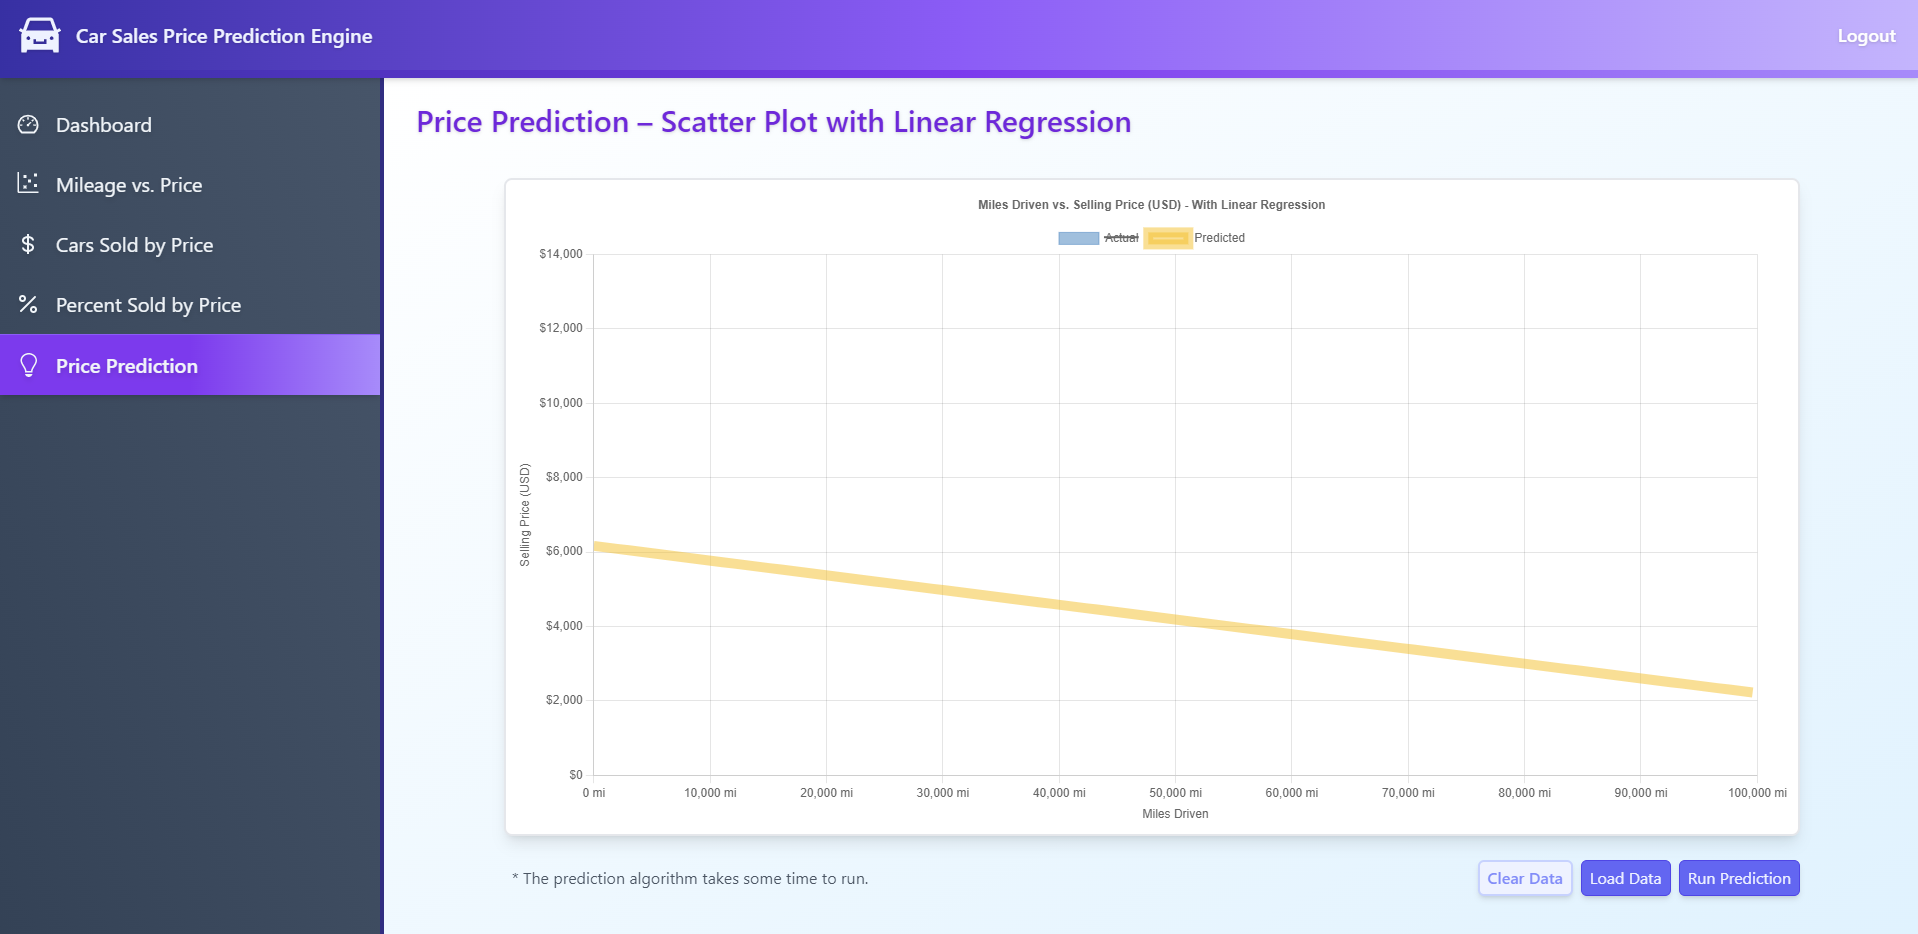 Car Sales Price Prediction Engine
Logout
Dashboard
Mileage vs. Price
Cars Sold by Price
Percent Sold by Price
Price Prediction
Price Prediction – Scatter Plot with Linear Regression
Miles Driven vs. Selling Price (USD) - With Linear Regression
Actual Predicted
$14,000
$12,000
$10,000
$8,000
$6,000
$4,000
$2,000
$0
Selling Price (USD)
0 mi 10,000 mi 20,000 mi 30,000 mi 40,000 mi 50,000 mi 60,000 mi 70,000 mi 80,000 mi 90,000 mi 100,000 mi
Miles Driven
* The prediction algorithm takes some time to run.
Clear Data Load Data Run Prediction